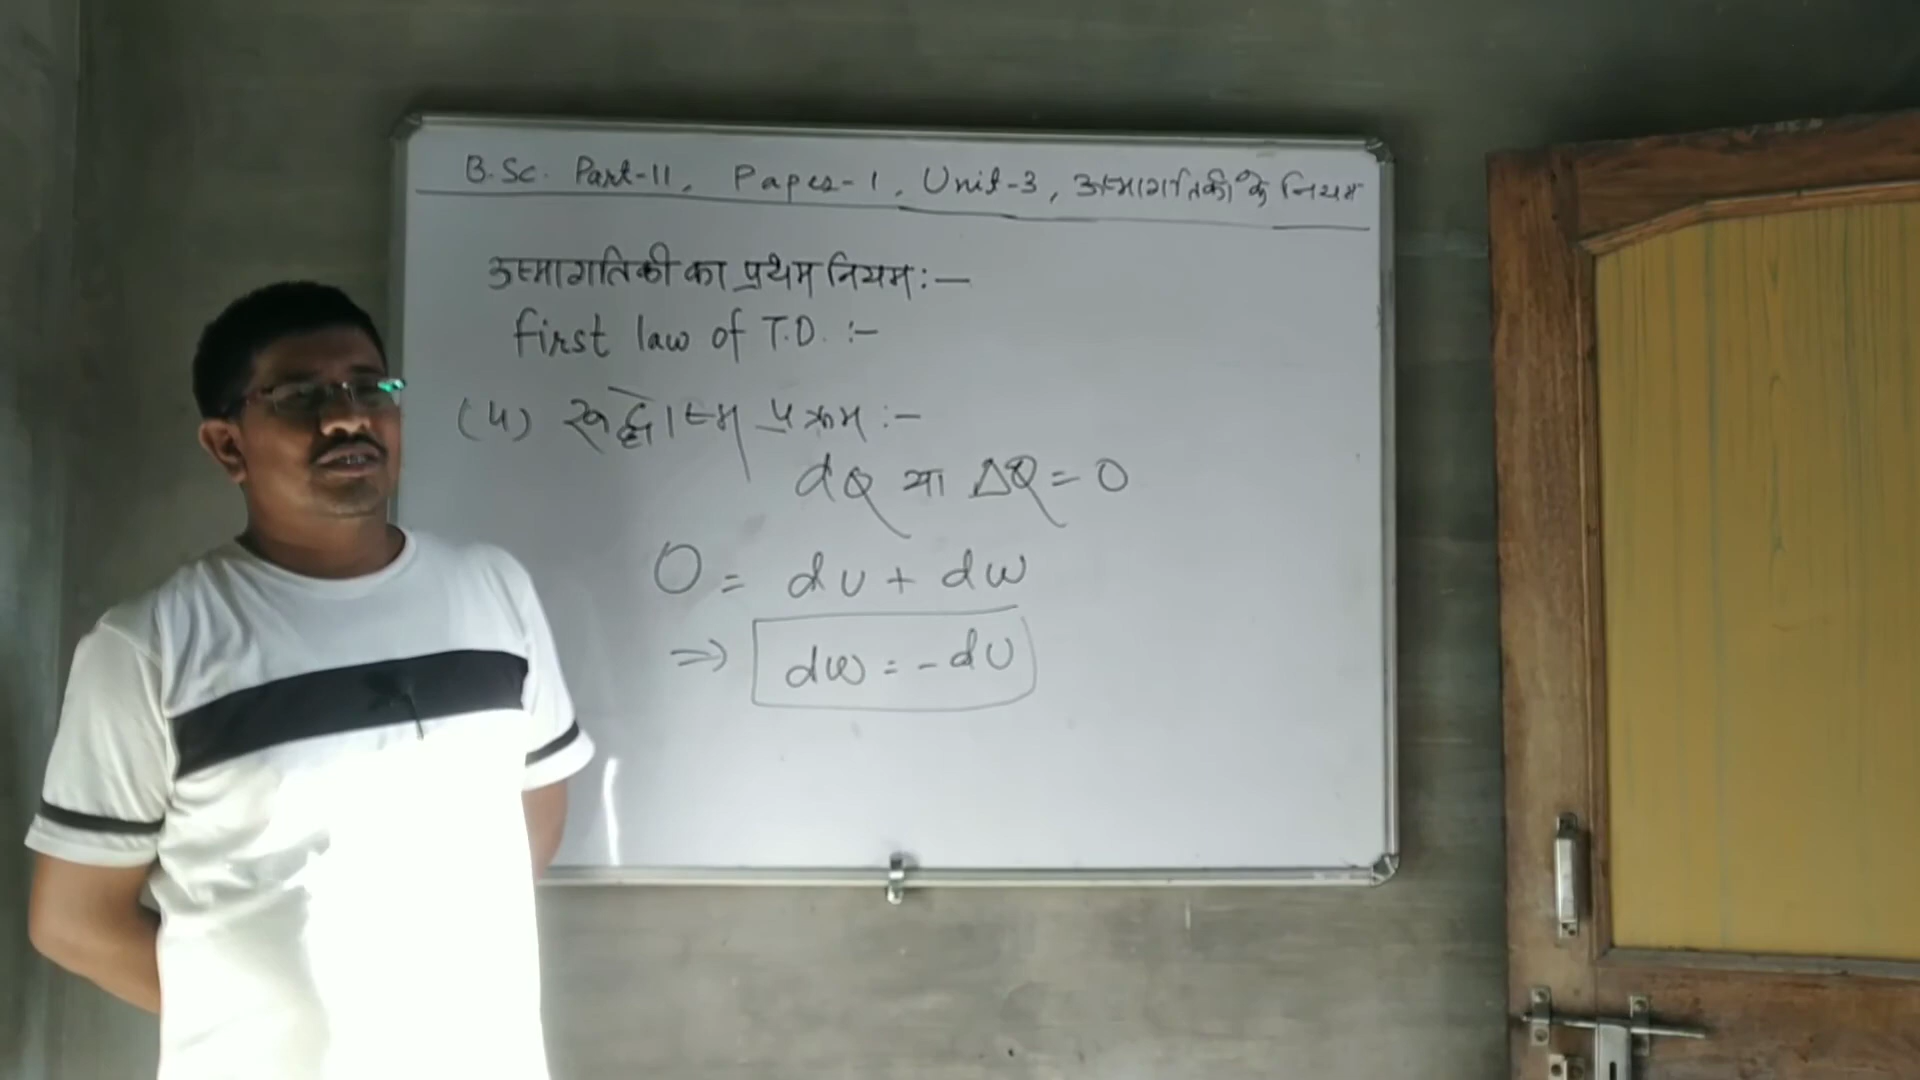 B.Sc. Part-II, Paper-1, Unit-3, ऊष्मागतिकी के नियम
ऊष्मागतिकी का प्रथम नियम :-
first law of T.D. :-
(4) रूद्धोष्म प्रक्रम :-
dQ या ΔQ = 0
0 = dU + dW
⇒ dW = -dU